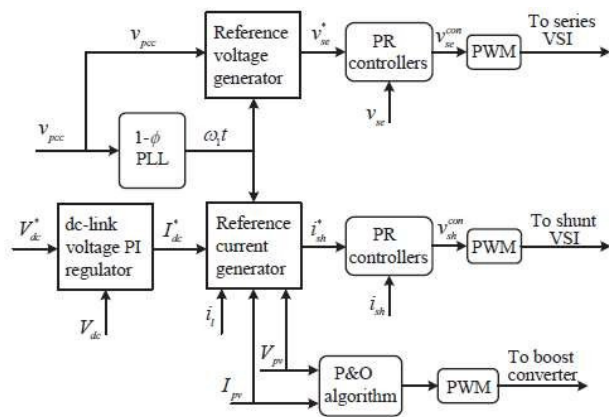 v_pcc
Reference voltage generator
v*_se
PR controllers
v^con_se
PWM
To series VSI
v_se
v_pcc
1-ϕ PLL
ω₁t
V*_dc
dc-link voltage PI regulator
I*_dc
Reference current generator
i*_sh
PR controllers
v^con_sh
PWM
To shunt VSI
V_dc
i_l
i_sh
V_pv
I_pv
P&O algorithm
PWM
To boost converter